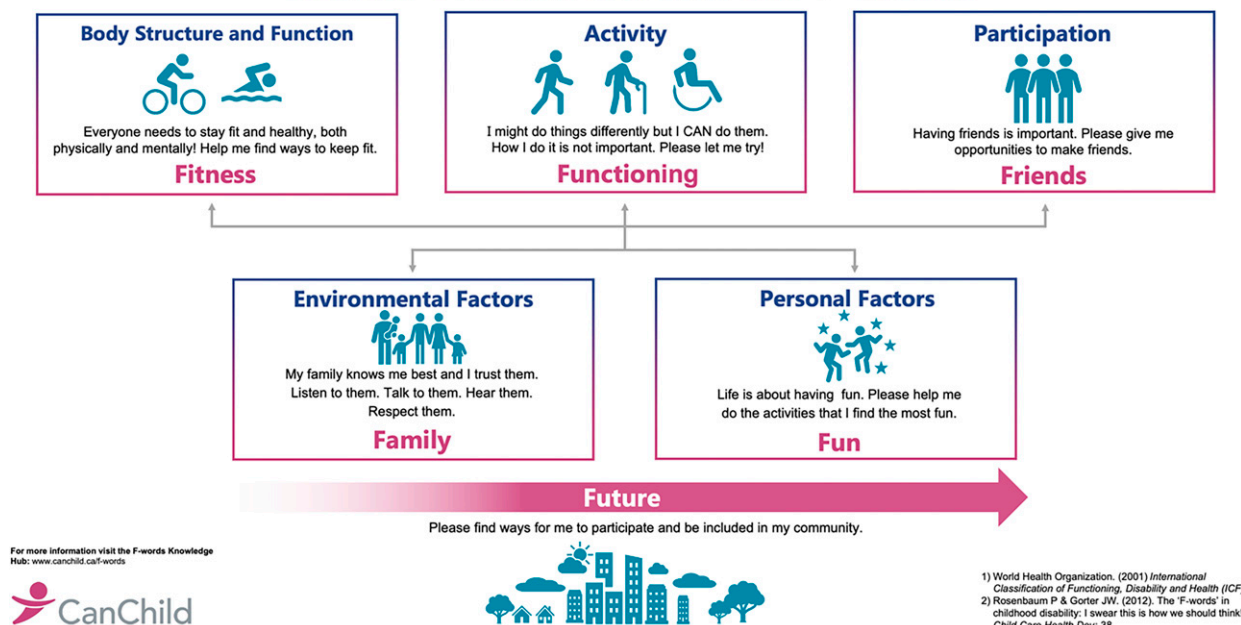 Body Structure and Function
Everyone needs to stay fit and healthy, both
physically and mentally! Help me find ways to keep fit.
Fitness
Activity
I might do things differently but I CAN do them.
How I do it is not important. Please let me try!
Functioning
Participation
Having friends is important. Please give me
opportunities to make friends.
Friends
Environmental Factors
My family knows me best and I trust them.
Listen to them. Talk to them. Hear them.
Respect them.
Family
Personal Factors
Life is about having fun. Please help me
do the activities that I find the most fun.
Fun
Future
Please find ways for me to participate and be included in my community.
For more information visit the F-words Knowledge
Hub: www.canchild.ca/f-words
CanChild
1) World Health Organization. (2001) International
Classification of Functioning, Disability and Health (ICF)
2) Rosenbaum P & Gorter JW. (2012). The 'F-words' in
childhood disability: I swear this is how we should think!
Child Care Health Dev; 38